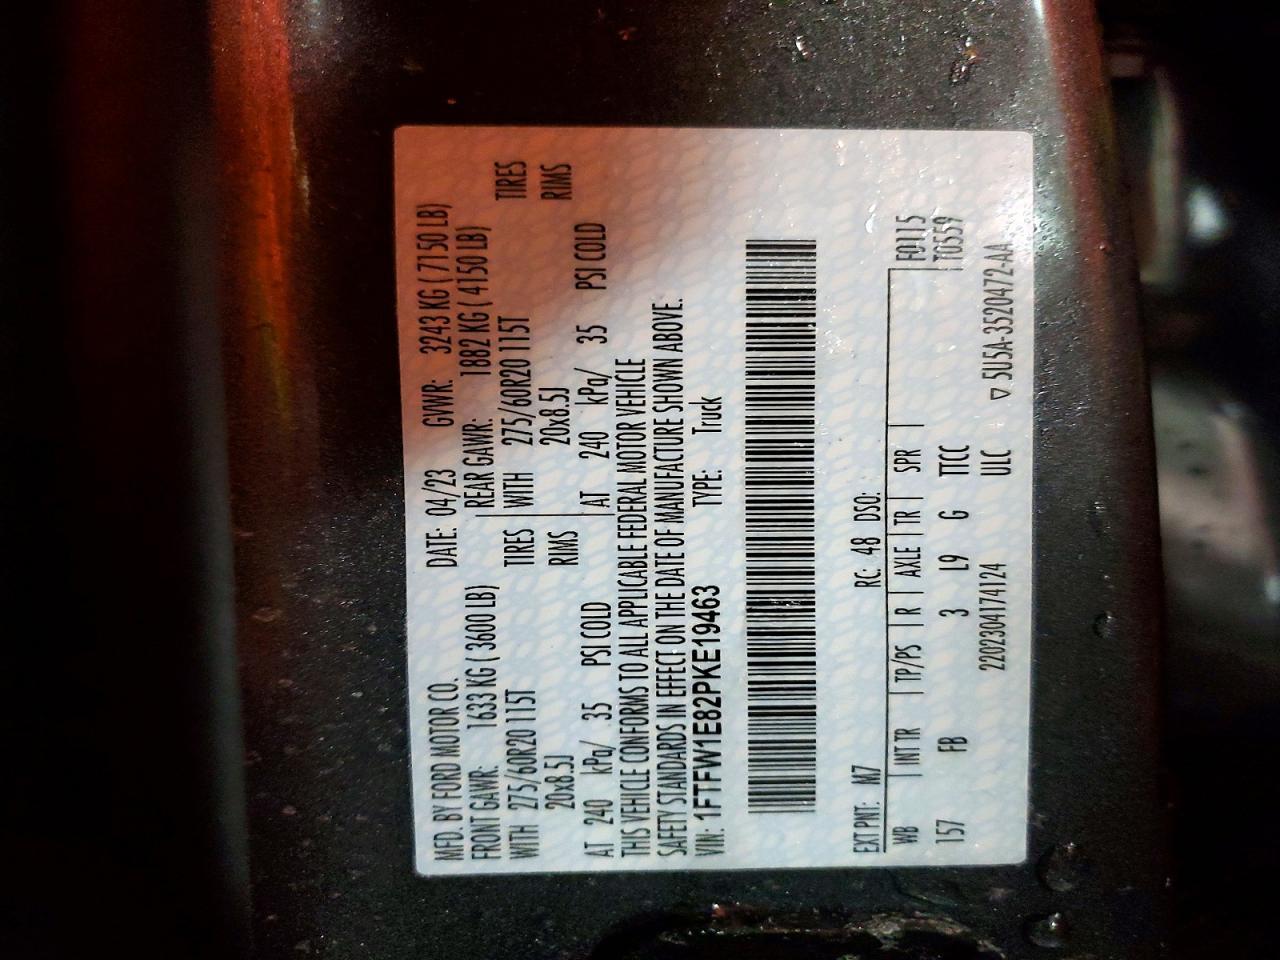 MFD. BY FORD MOTOR CO. DATE: 04/23 GVWR: 3243 KG ( 7150 LB)
FRONT GAWR: 1633 KG ( 3600 LB) REAR GAWR: 1882 KG ( 4150 LB)
WITH 275/60R20 115T TIRES WITH 275/60R20 115T TIRES
20x8.5J RIMS 20x8.5J RIMS
AT 240 kPa/ 35 PSI COLD AT 240 kPa/ 35 PSI COLD
THIS VEHICLE CONFORMS TO ALL APPLICABLE FEDERAL MOTOR VEHICLE
SAFETY STANDARDS IN EFFECT ON THE DATE OF MANUFACTURE SHOWN ABOVE.
VIN: 1FTFW1E82PKE19463 TYPE: Truck
EXT PNT: M7 RC: 48 DSO:
WB | INT TR | TP/PS | R | AXLE | TR | SPR | F0115
157 FB 3 L9 G TTCC T0559
2202304174124 ULC
▽ 5U5A-3520472-AA